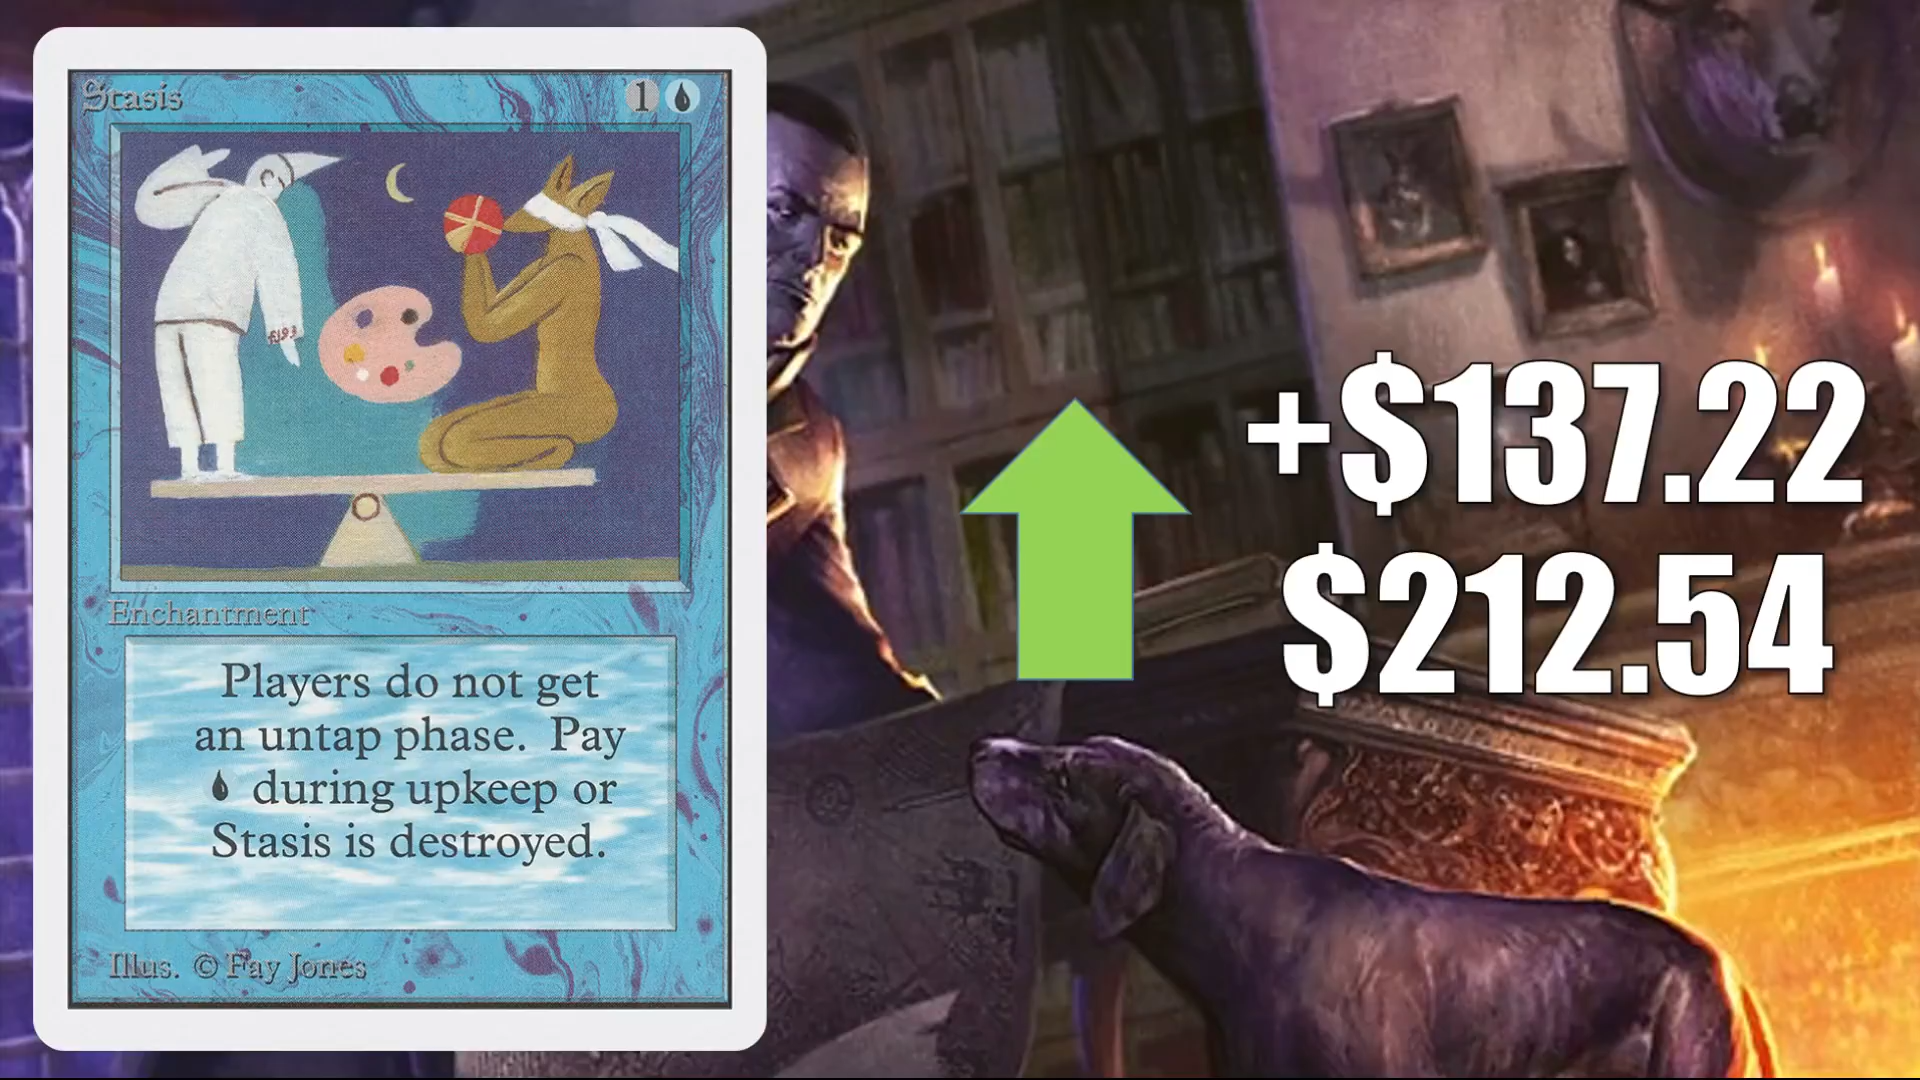 Stasis 1
FJ93
Enchantment
Players do not get
an untap phase. Pay
during upkeep or
Stasis is destroyed.
Illus. © Fay Jones
+$137.22
$212.54